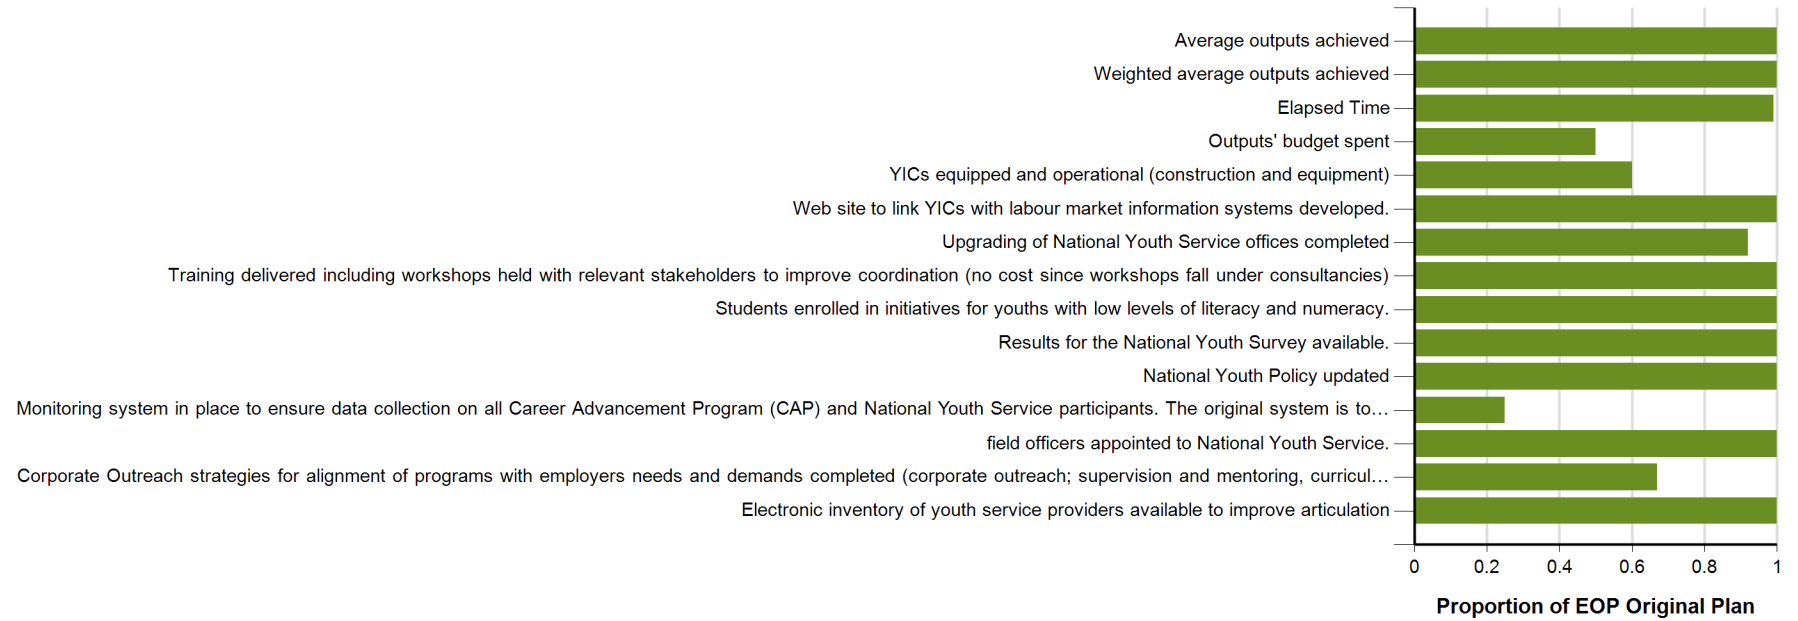 Average outputs achieved
Weighted average outputs achieved
Elapsed Time
Outputs' budget spent
YICs equipped and operational (construction and equipment)
Web site to link YICs with labour market information systems developed.
Upgrading of National Youth Service offices completed
Training delivered including workshops held with relevant stakeholders to improve coordination (no cost since workshops fall under consultancies)
Students enrolled in initiatives for youths with low levels of literacy and numeracy.
Results for the National Youth Survey available.
National Youth Policy updated
Monitoring system in place to ensure data collection on all Career Advancement Program (CAP) and National Youth Service participants. The original system is to…
field officers appointed to National Youth Service.
Corporate Outreach strategies for alignment of programs with employers needs and demands completed (corporate outreach; supervision and mentoring, curricul…
Electronic inventory of youth service providers available to improve articulation
0 0.2 0.4 0.6 0.8 1
Proportion of EOP Original Plan